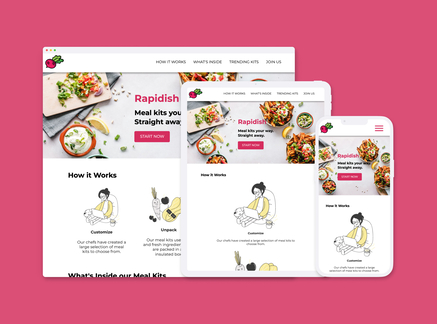 HOW IT WORKS WHAT'S INSIDE TRENDING KITS JOIN US
Rapidish
Meal kits you
Straight away.
START NOW
How it Works
Customize
Our chefs have created a
large selection of meal
kits to choose from.
Unpack
Our meal kits use
and fresh ingredie
are packed in
insulated bo
What's Inside our Meal Kits
HOW IT WORKS WHAT'S INSIDE TRENDING KITS JOIN US
Rapidish
Meal kits your way.
Straight away.
START NOW
How it Works
Customize
Our chefs have created a large selection of meal kits to
choose from.
Rapidish
Meal kits your way.
Straight away.
START NOW
How it Works
Customize
Our chefs have created a large selection of
meal kits to choose from.